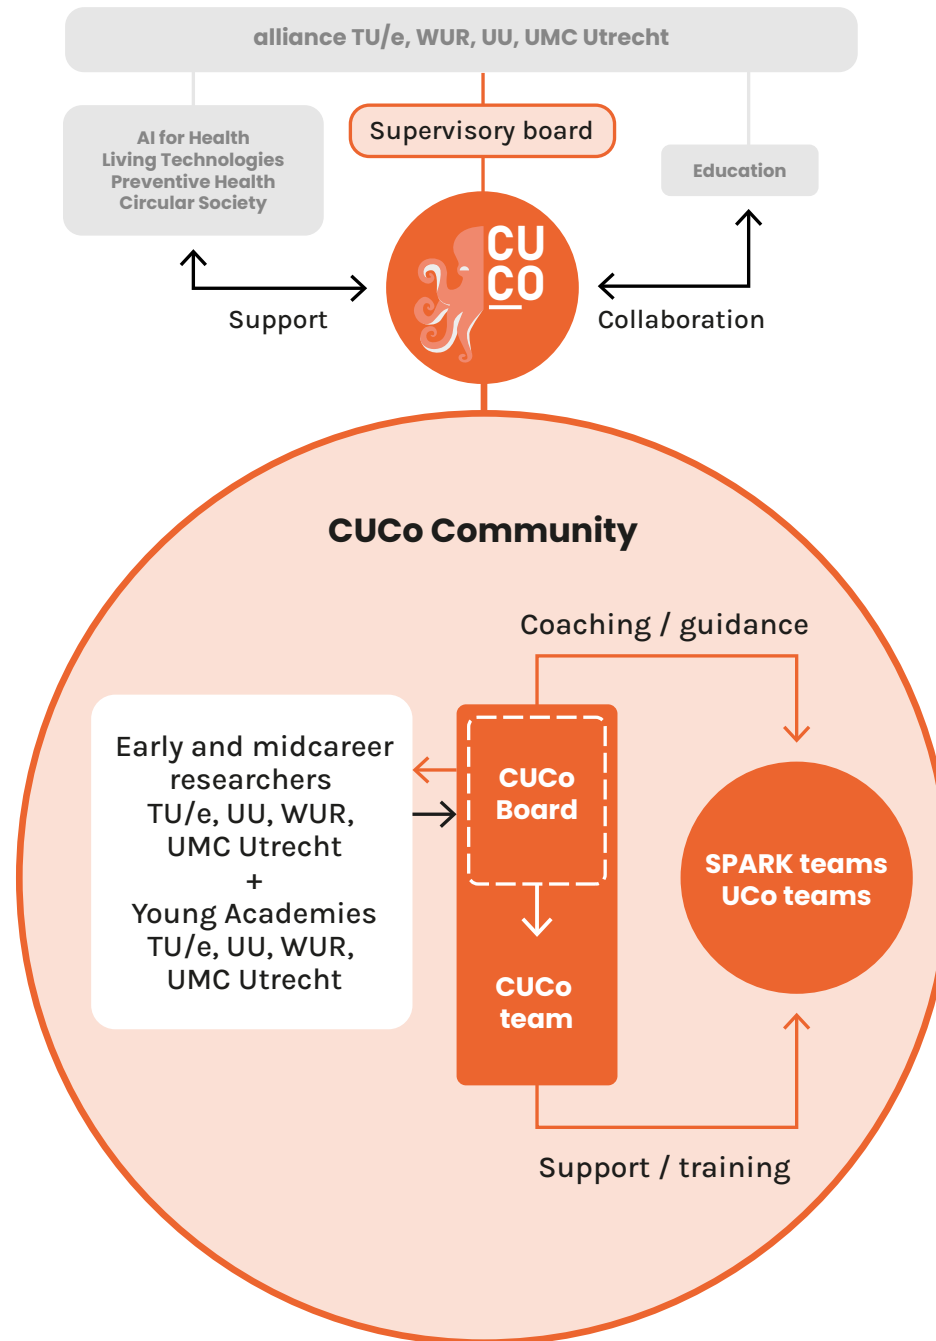 alliance TU/e, WUR, UU, UMC Utrecht
AI for Health
Living Technologies
Preventive Health
Circular Society
Supervisory board
Education
CU
CO
Support
Collaboration
CUCo Community
Coaching / guidance
Early and midcareer
researchers
TU/e, UU, WUR,
UMC Utrecht
+
Young Academies
TU/e, UU, WUR,
UMC Utrecht
CUCo
Board
CUCo
team
SPARK teams
UCo teams
Support / training